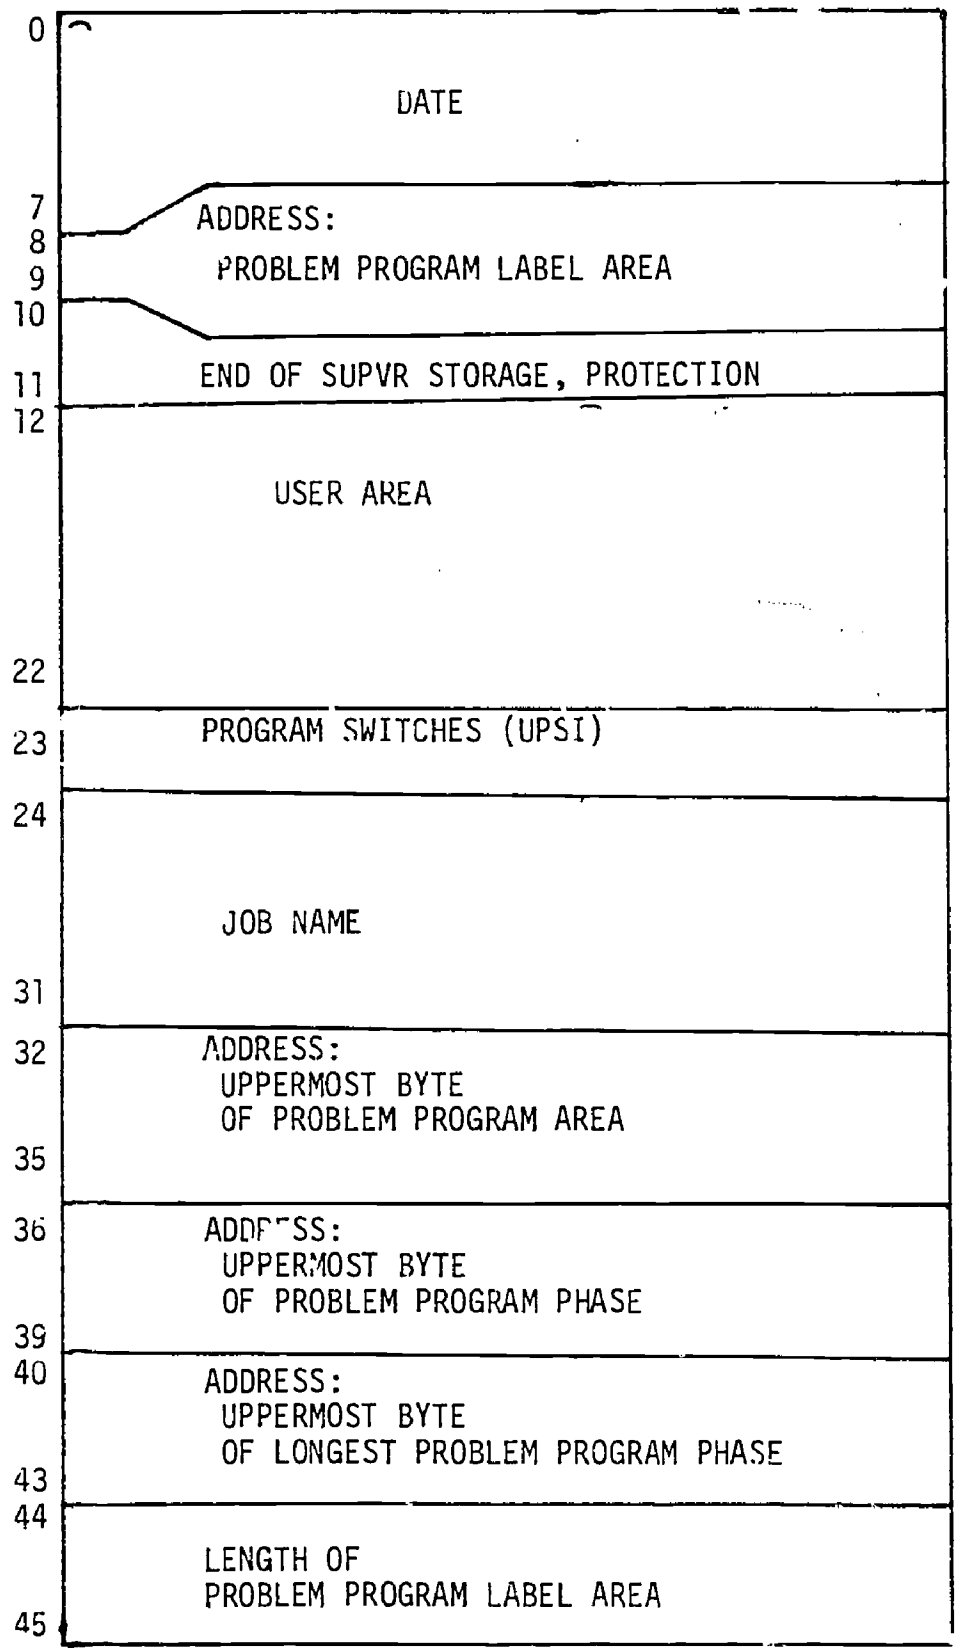 0
DATE
7
ADDRESS:
8
PROBLEM PROGRAM LABEL AREA
9
10
END OF SUPVR STORAGE, PROTECTION
11
12
USER AREA
22
PROGRAM SWITCHES (UPSI)
23
24
JOB NAME
31
32 ADDRESS:
UPPERMOST BYTE
OF PROBLEM PROGRAM AREA
35
36 ADDRESS:
UPPERMOST BYTE
OF PROBLEM PROGRAM PHASE
39
40 ADDRESS:
UPPERMOST BYTE
OF LONGEST PROBLEM PROGRAM PHASE
43
44
LENGTH OF
PROBLEM PROGRAM LABEL AREA
45